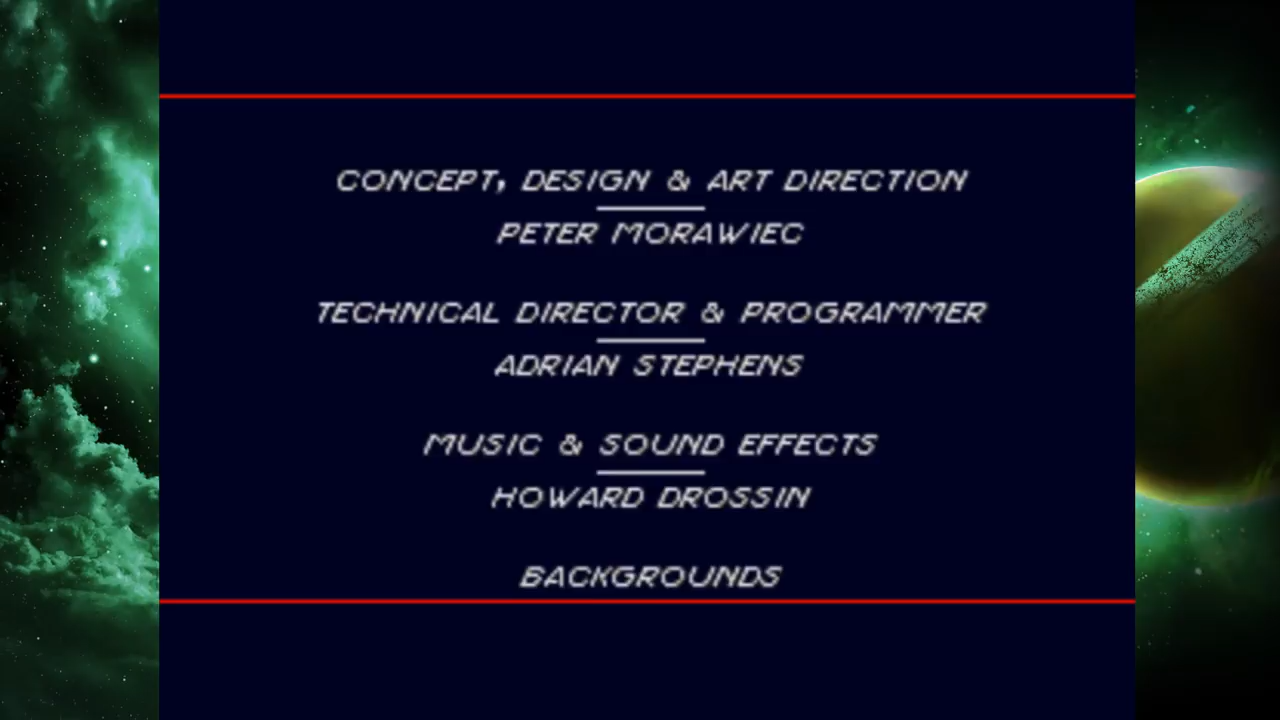 CONCEPT, DESIGN & ART DIRECTION
PETER MORAWIEC
TECHNICAL DIRECTOR & PROGRAMMER
ADRIAN STEPHENS
MUSIC & SOUND EFFECTS
HOWARD DROSSIN
BACKGROUNDS